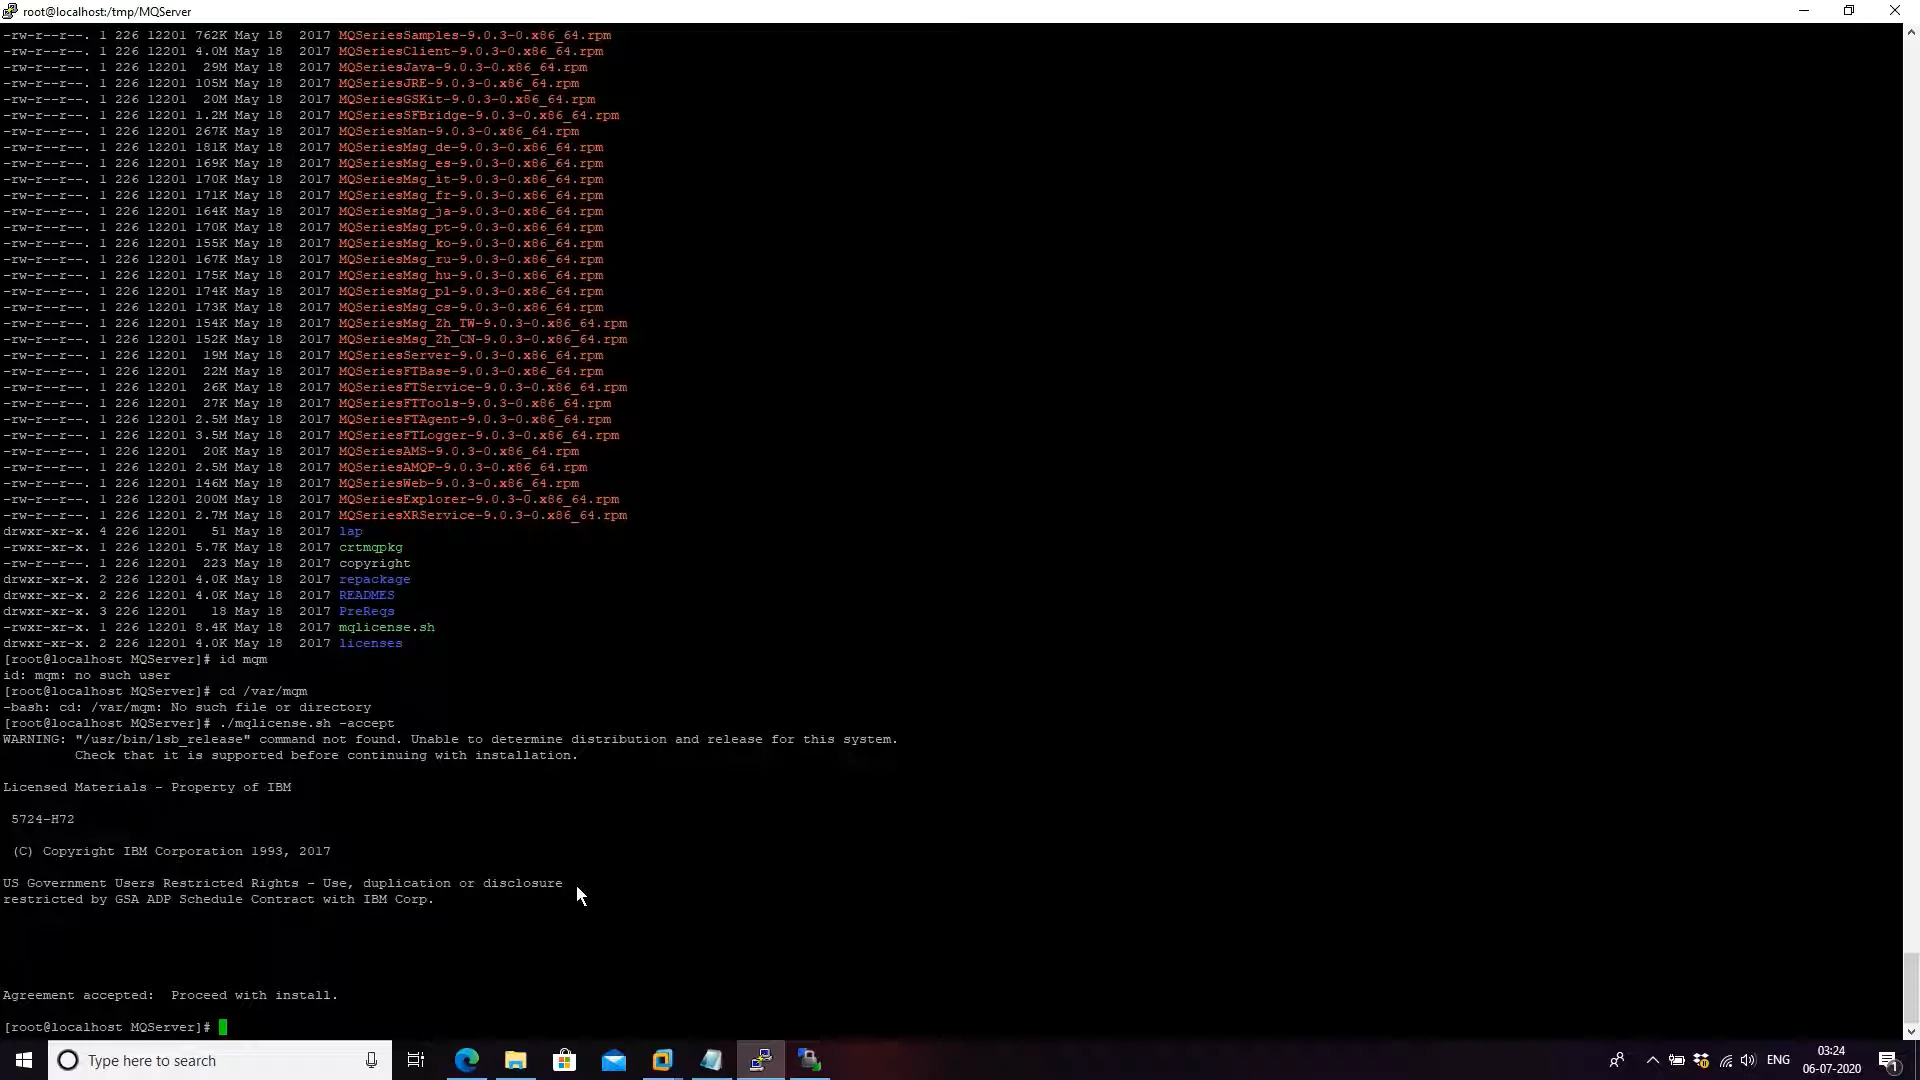 root@localhost:/tmp/MQServer
-rw-r--r--. 1 226 12201 762K May 18  2017 MQSeriesSamples-9.0.3-0.x86_64.rpm
-rw-r--r--. 1 226 12201 4.0M May 18  2017 MQSeriesClient-9.0.3-0.x86_64.rpm
-rw-r--r--. 1 226 12201  29M May 18  2017 MQSeriesJava-9.0.3-0.x86_64.rpm
-rw-r--r--. 1 226 12201 105M May 18  2017 MQSeriesJRE-9.0.3-0.x86_64.rpm
-rw-r--r--. 1 226 12201  20M May 18  2017 MQSeriesGSKit-9.0.3-0.x86_64.rpm
-rw-r--r--. 1 226 12201 1.2M May 18  2017 MQSeriesSFBridge-9.0.3-0.x86_64.rpm
-rw-r--r--. 1 226 12201 267K May 18  2017 MQSeriesMan-9.0.3-0.x86_64.rpm
-rw-r--r--. 1 226 12201 181K May 18  2017 MQSeriesMsg_de-9.0.3-0.x86_64.rpm
-rw-r--r--. 1 226 12201 169K May 18  2017 MQSeriesMsg_es-9.0.3-0.x86_64.rpm
-rw-r--r--. 1 226 12201 170K May 18  2017 MQSeriesMsg_it-9.0.3-0.x86_64.rpm
-rw-r--r--. 1 226 12201 171K May 18  2017 MQSeriesMsg_fr-9.0.3-0.x86_64.rpm
-rw-r--r--. 1 226 12201 164K May 18  2017 MQSeriesMsg_ja-9.0.3-0.x86_64.rpm
-rw-r--r--. 1 226 12201 170K May 18  2017 MQSeriesMsg_pt-9.0.3-0.x86_64.rpm
-rw-r--r--. 1 226 12201 155K May 18  2017 MQSeriesMsg_ko-9.0.3-0.x86_64.rpm
-rw-r--r--. 1 226 12201 167K May 18  2017 MQSeriesMsg_ru-9.0.3-0.x86_64.rpm
-rw-r--r--. 1 226 12201 175K May 18  2017 MQSeriesMsg_hu-9.0.3-0.x86_64.rpm
-rw-r--r--. 1 226 12201 174K May 18  2017 MQSeriesMsg_pl-9.0.3-0.x86_64.rpm
-rw-r--r--. 1 226 12201 173K May 18  2017 MQSeriesMsg_cs-9.0.3-0.x86_64.rpm
-rw-r--r--. 1 226 12201 154K May 18  2017 MQSeriesMsg_Zh_TW-9.0.3-0.x86_64.rpm
-rw-r--r--. 1 226 12201 152K May 18  2017 MQSeriesMsg_Zh_CN-9.0.3-0.x86_64.rpm
-rw-r--r--. 1 226 12201  19M May 18  2017 MQSeriesServer-9.0.3-0.x86_64.rpm
-rw-r--r--. 1 226 12201  22M May 18  2017 MQSeriesFTBase-9.0.3-0.x86_64.rpm
-rw-r--r--. 1 226 12201  26K May 18  2017 MQSeriesFTService-9.0.3-0.x86_64.rpm
-rw-r--r--. 1 226 12201  27K May 18  2017 MQSeriesFTTools-9.0.3-0.x86_64.rpm
-rw-r--r--. 1 226 12201 2.5M May 18  2017 MQSeriesFTAgent-9.0.3-0.x86_64.rpm
-rw-r--r--. 1 226 12201 3.5M May 18  2017 MQSeriesFTLogger-9.0.3-0.x86_64.rpm
-rw-r--r--. 1 226 12201  20K May 18  2017 MQSeriesAMS-9.0.3-0.x86_64.rpm
-rw-r--r--. 1 226 12201 2.5M May 18  2017 MQSeriesAMQP-9.0.3-0.x86_64.rpm
-rw-r--r--. 1 226 12201 146M May 18  2017 MQSeriesWeb-9.0.3-0.x86_64.rpm
-rw-r--r--. 1 226 12201 200M May 18  2017 MQSeriesExplorer-9.0.3-0.x86_64.rpm
-rw-r--r--. 1 226 12201 2.7M May 18  2017 MQSeriesXRService-9.0.3-0.x86_64.rpm
drwxr-xr-x. 4 226 12201   51 May 18  2017 lap
-rwxr-xr-x. 1 226 12201 5.7K May 18  2017 crtmqpkg
-rw-r--r--. 1 226 12201  223 May 18  2017 copyright
drwxr-xr-x. 2 226 12201 4.0K May 18  2017 repackage
drwxr-xr-x. 2 226 12201 4.0K May 18  2017 READMES
drwxr-xr-x. 3 226 12201   18 May 18  2017 PreReqs
-rwxr-xr-x. 1 226 12201 8.4K May 18  2017 mqlicense.sh
drwxr-xr-x. 2 226 12201 4.0K May 18  2017 licenses
[root@localhost MQServer]# id mqm
id: mqm: no such user
[root@localhost MQServer]# cd /var/mqm
-bash: cd: /var/mqm: No such file or directory
[root@localhost MQServer]# ./mqlicense.sh -accept
WARNING: "/usr/bin/lsb_release" command not found. Unable to determine distribution and release for this system.
Check that it is supported before continuing with installation.
Licensed Materials - Property of IBM
5724-H72
(C) Copyright IBM Corporation 1993, 2017
US Government Users Restricted Rights - Use, duplication or disclosure
restricted by GSA ADP Schedule Contract with IBM Corp.
Agreement accepted:  Proceed with install.
[root@localhost MQServer]#
Type here to search
ENG
03:24
06-07-2020
1